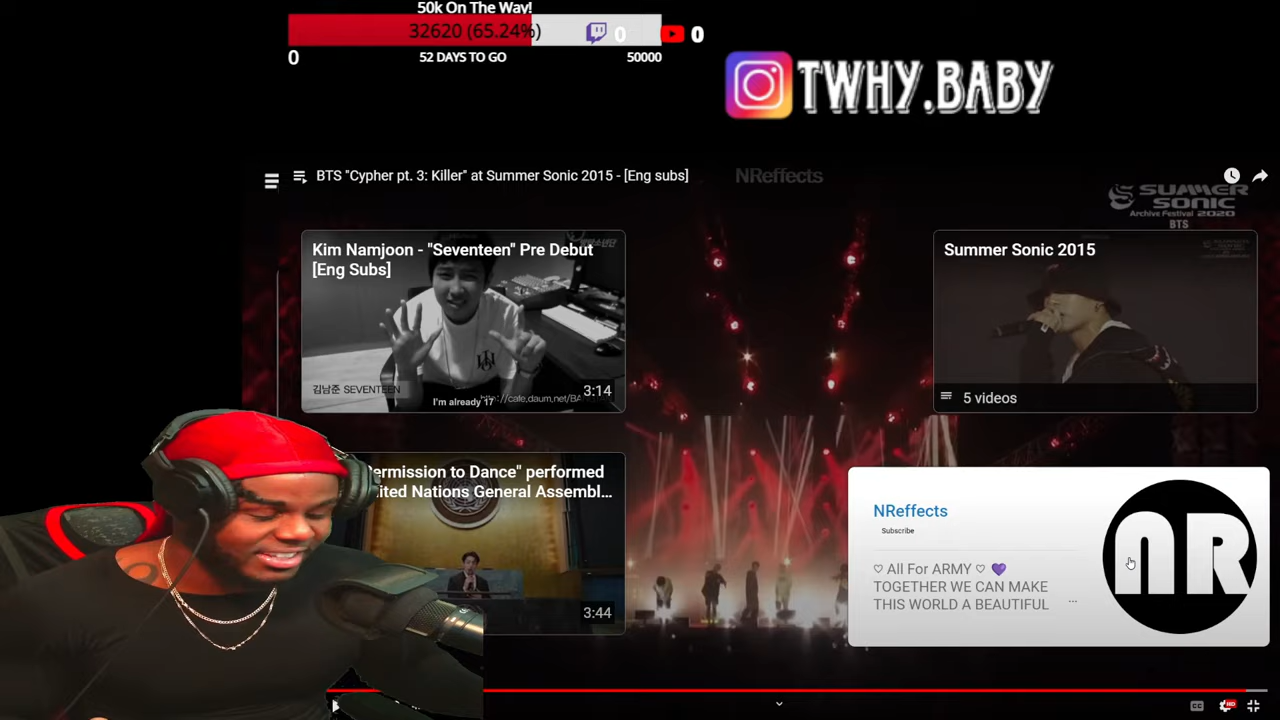 50k On The Way!
32620 (65.24%)
0
0
0
52 DAYS TO GO
50000
TWHY.BABY
BTS "Cypher pt. 3: Killer" at Summer Sonic 2015 - [Eng subs]
NReffects
SUMMER
SONIC
Archive Festival 2020
BTS
Kim Namjoon - "Seventeen" Pre Debut
[Eng Subs]
김남준 SEVENTEEN
I'm already 17
3:14
Summer Sonic 2015
5 videos
ermission to Dance" performed
ited Nations General Assembl...
3:44
NReffects
Subscribe
♡ All For ARMY ♡ 💜
TOGETHER WE CAN MAKE
THIS WORLD A BEAUTIFUL
...
NR
CC
HD